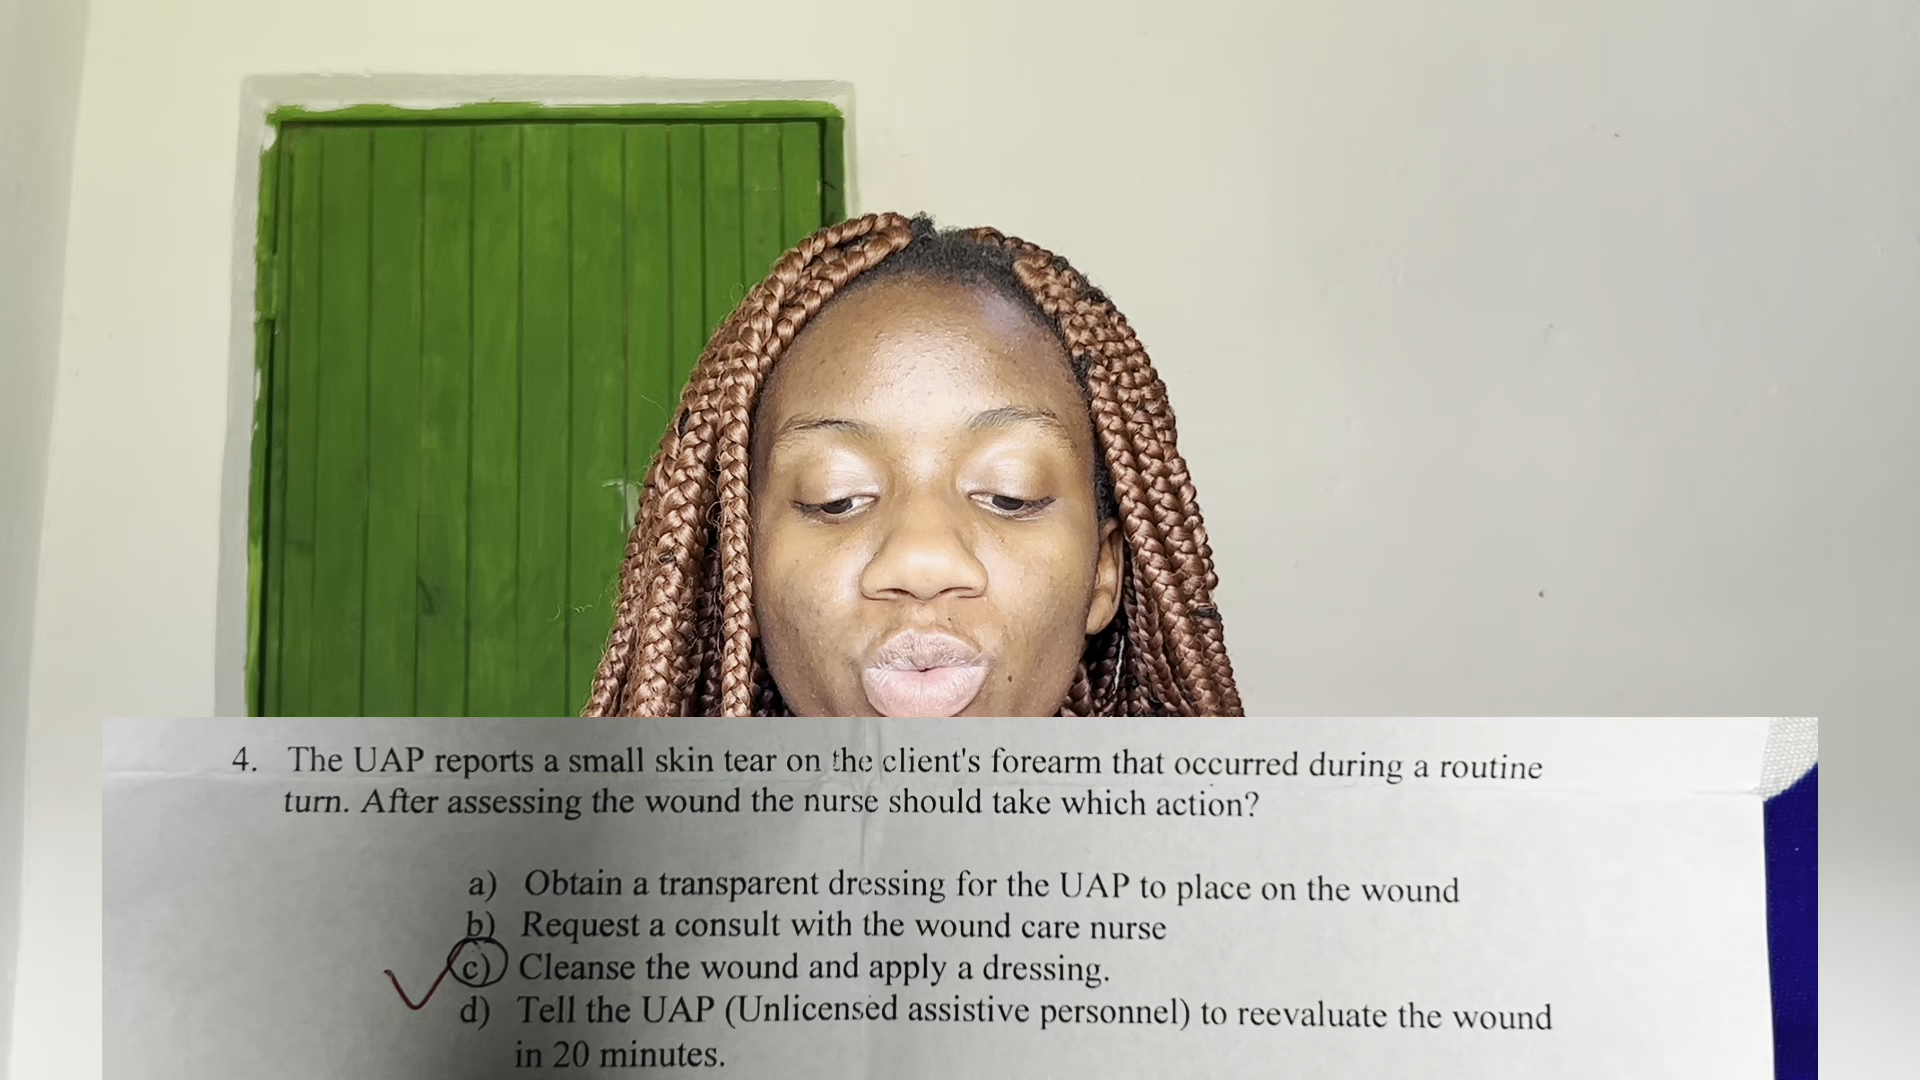 4. The UAP reports a small skin tear on the client's forearm that occurred during a routine
turn. After assessing the wound the nurse should take which action?
a) Obtain a transparent dressing for the UAP to place on the wound
b) Request a consult with the wound care nurse
c) Cleanse the wound and apply a dressing.
d) Tell the UAP (Unlicensed assistive personnel) to reevaluate the wound
in 20 minutes.